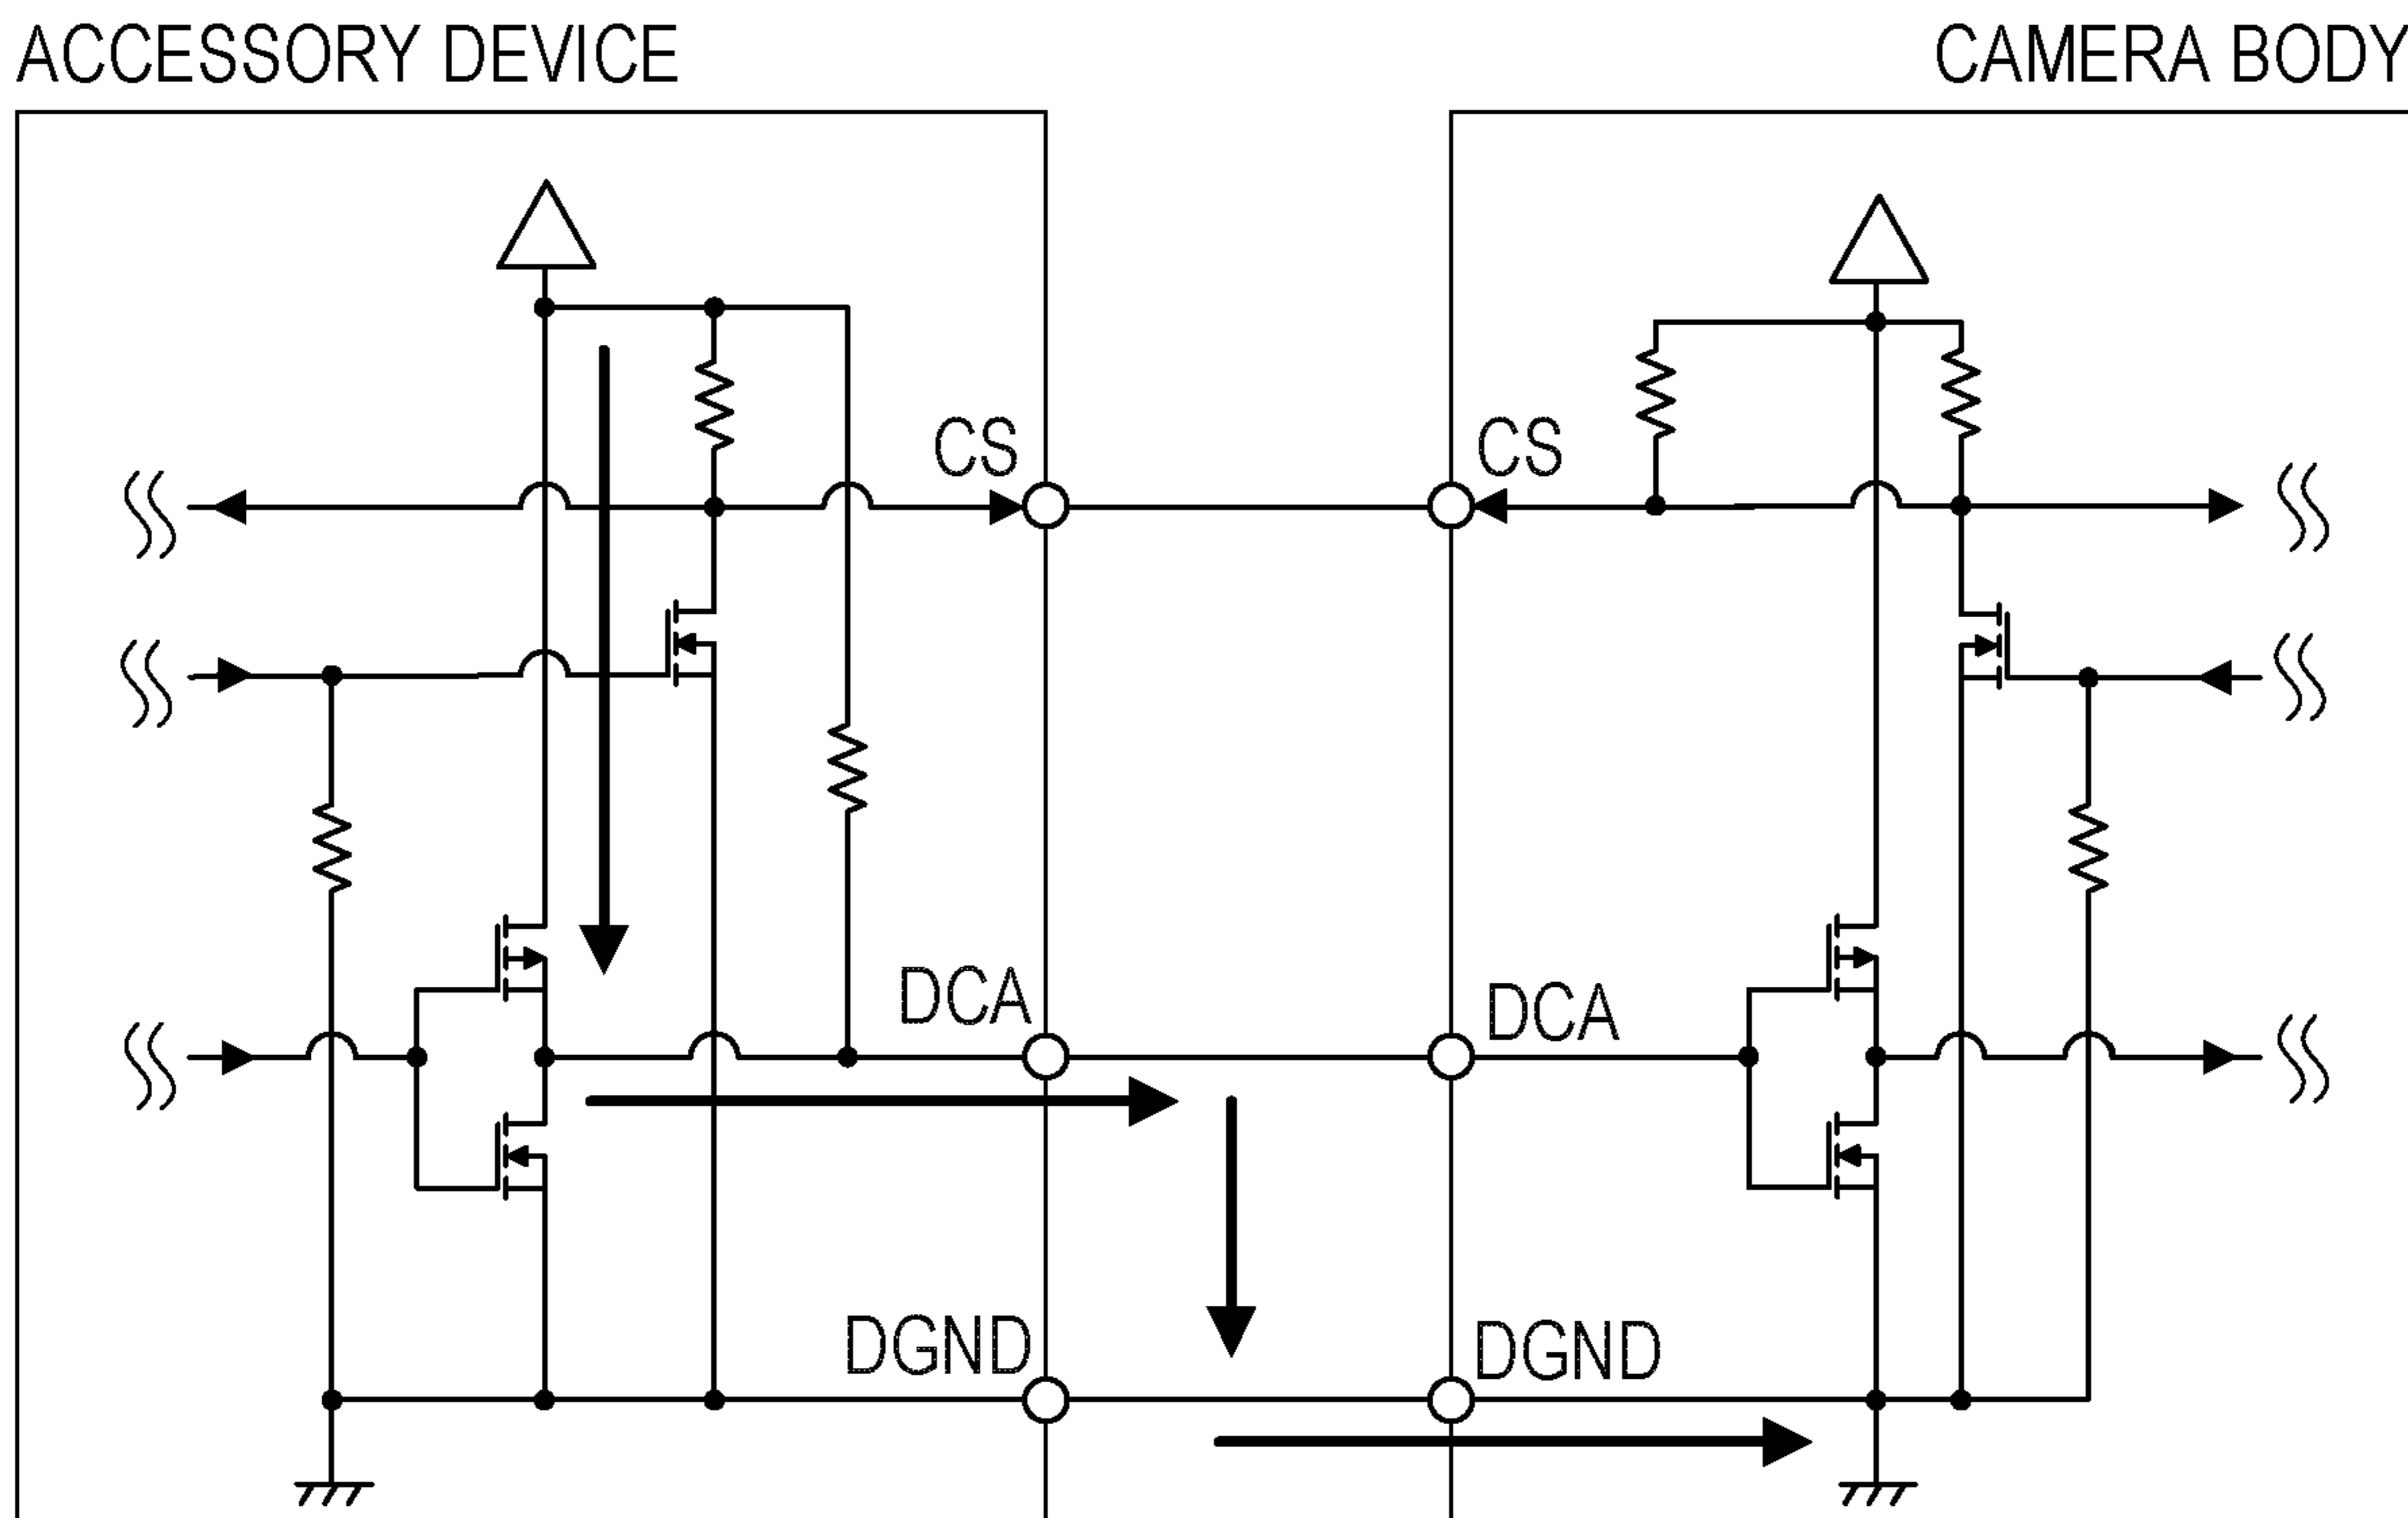 ACCESSORY DEVICE
CAMERA BODY
CS
CS
DCA
DCA
DGND
DGND